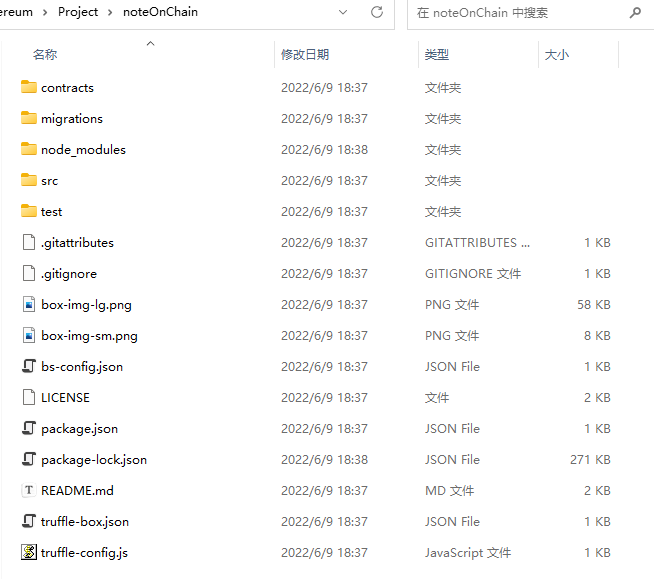 ereum > Project > noteOnChain 在 noteOnChain 中搜索
名称 修改日期 类型 大小
contracts 2022/6/9 18:37 文件夹
migrations 2022/6/9 18:37 文件夹
node_modules 2022/6/9 18:38 文件夹
src 2022/6/9 18:37 文件夹
test 2022/6/9 18:37 文件夹
.gitattributes 2022/6/9 18:37 GITATTRIBUTES ... 1 KB
.gitignore 2022/6/9 18:37 GITIGNORE 文件 1 KB
box-img-lg.png 2022/6/9 18:37 PNG 文件 58 KB
box-img-sm.png 2022/6/9 18:37 PNG 文件 8 KB
bs-config.json 2022/6/9 18:37 JSON File 1 KB
LICENSE 2022/6/9 18:37 文件 2 KB
package.json 2022/6/9 18:37 JSON File 1 KB
package-lock.json 2022/6/9 18:38 JSON File 271 KB
README.md 2022/6/9 18:37 MD 文件 2 KB
truffle-box.json 2022/6/9 18:37 JSON File 1 KB
truffle-config.js 2022/6/9 18:37 JavaScript 文件 1 KB